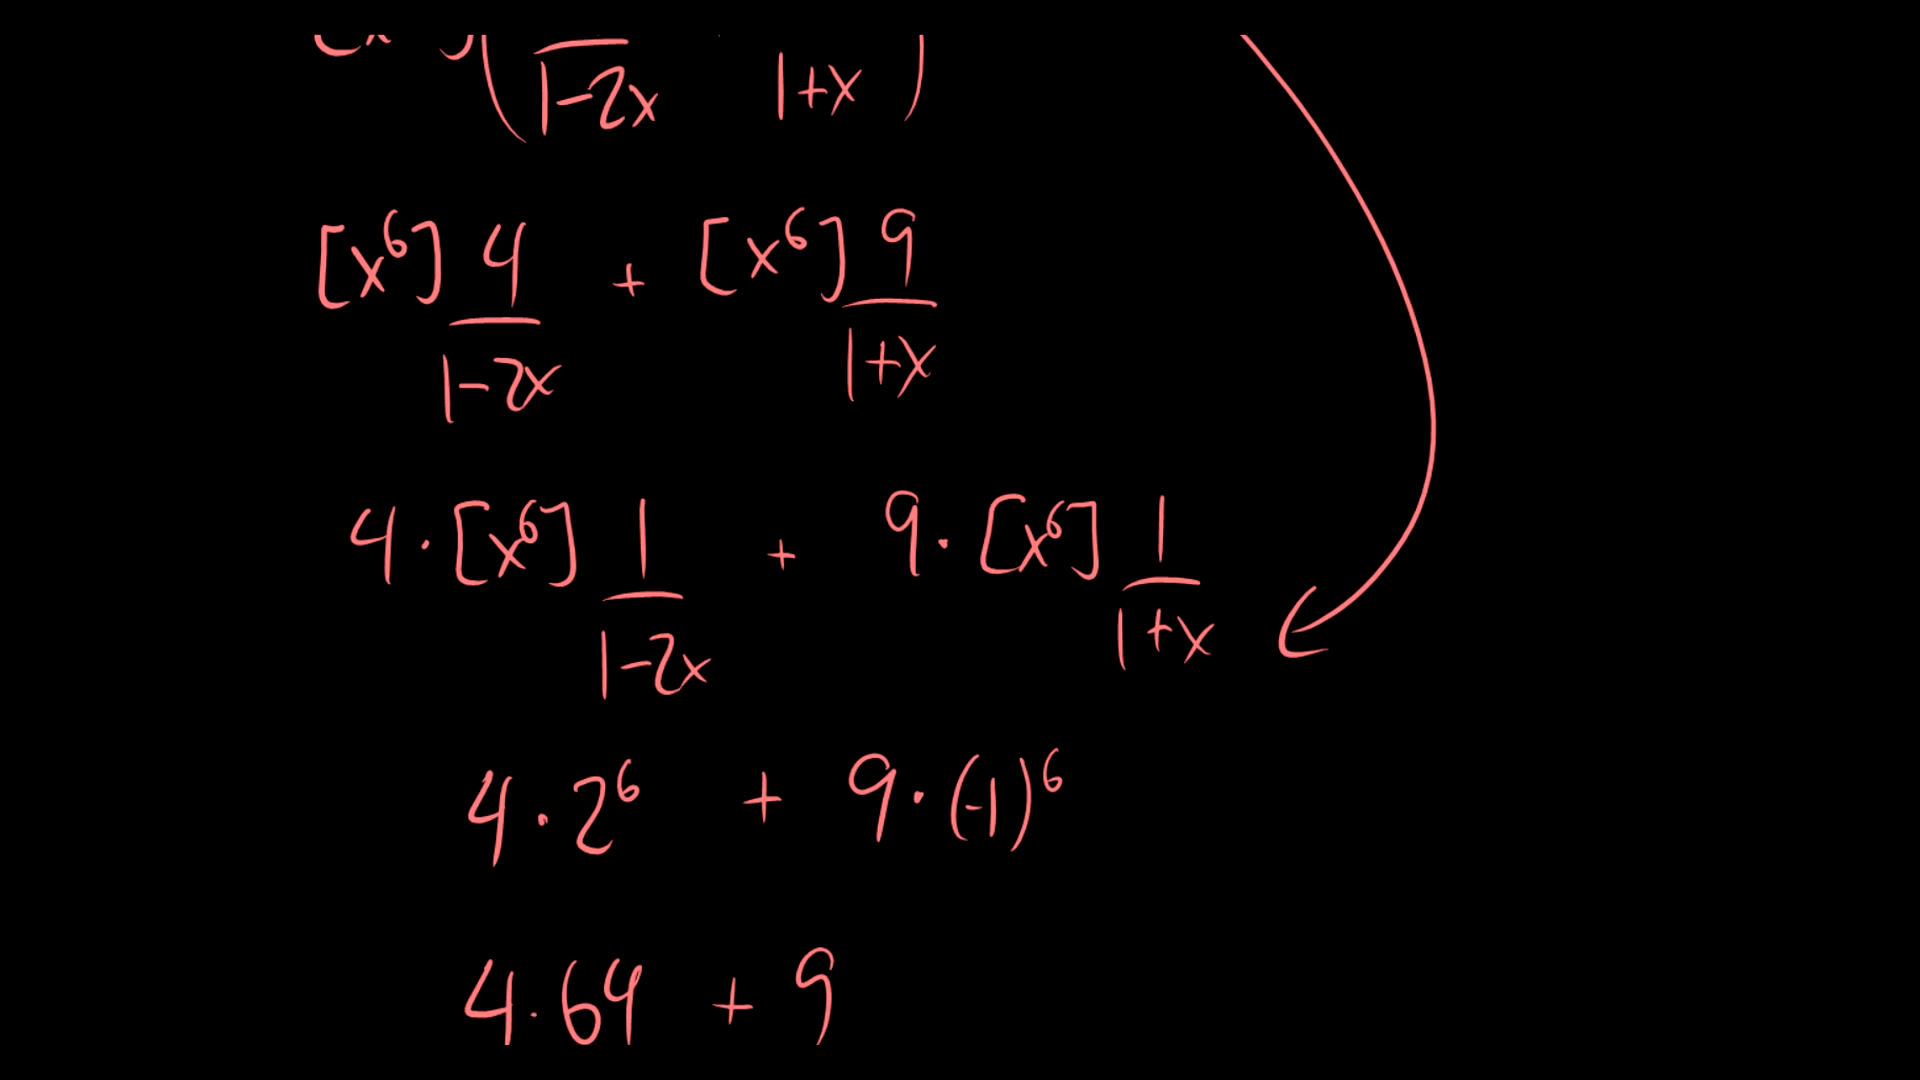 1-2x 1+x )
[x⁶] 4/(1-2x) + [x⁶] 9/(1+x)
4 · [x⁶] 1/(1-2x) + 9 · [x⁶] 1/(1+x)
4 · 2⁶ + 9 · (-1)⁶
4 · 64 + 9